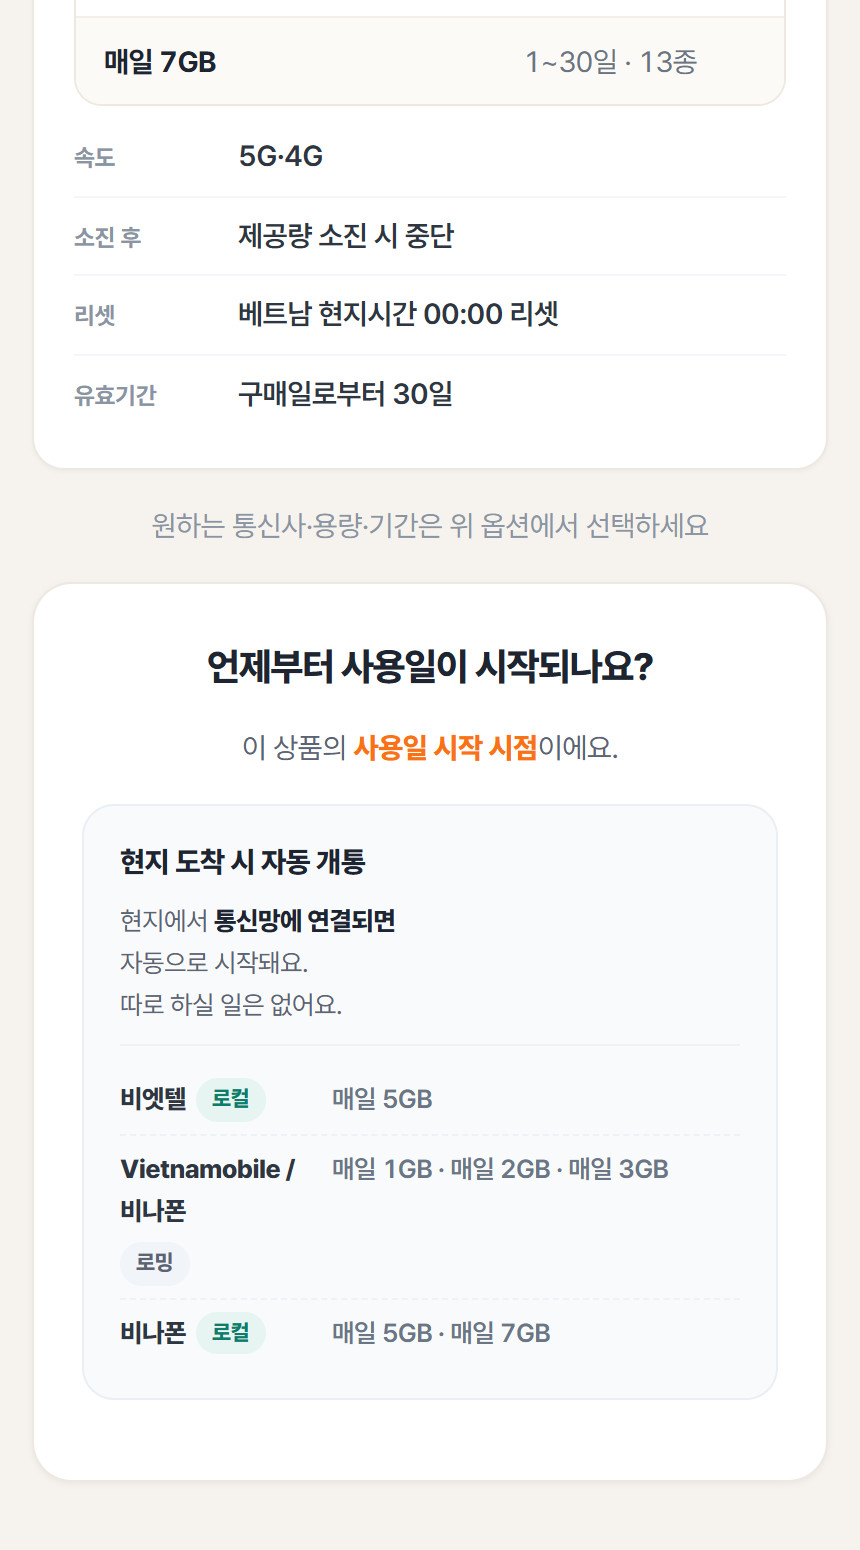 매일 7GB 1~30일 · 13종
속도 5G·4G
소진 후 제공량 소진 시 중단
리셋 베트남 현지시간 00:00 리셋
유효기간 구매일로부터 30일
원하는 통신사·용량·기간은 위 옵션에서 선택하세요
언제부터 사용일이 시작되나요?
이 상품의 사용일 시작 시점이에요.
현지 도착 시 자동 개통
현지에서 통신망에 연결되면
자동으로 시작돼요.
따로 하실 일은 없어요.
비엣텔 로컬 매일 5GB
Vietnamobile / 매일 1GB · 매일 2GB · 매일 3GB
비나폰
로밍
비나폰 로컬 매일 5GB · 매일 7GB